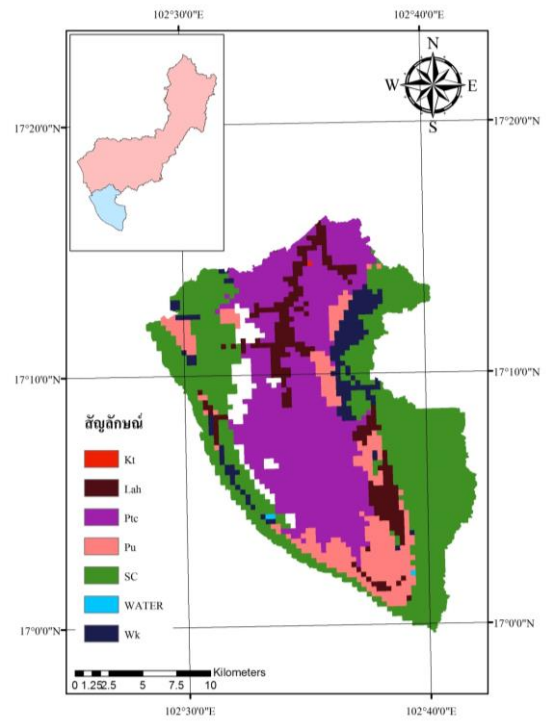 102°30'0"E 102°40'0"E
N
W E
S
17°20'0"N 17°20'0"N
17°10'0"N 17°10'0"N
สัญลักษณ์
Kt
Lah
Ptc
Pu
SC
WATER
Wk
17°0'0"N 17°0'0"N
Kilometers
0 1.25 2.5 5 7.5 10
102°30'0"E 102°40'0"E